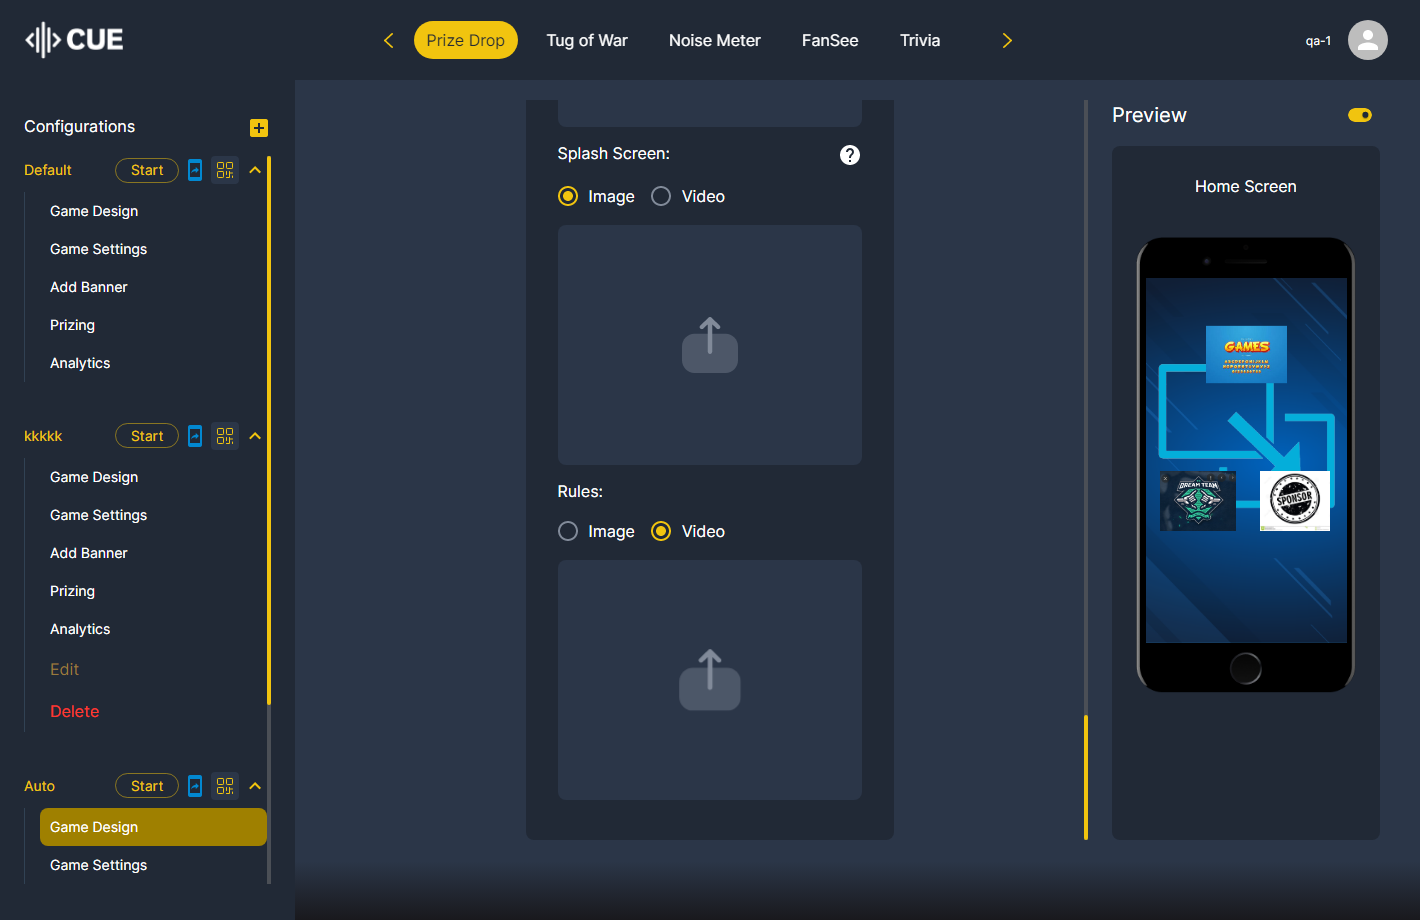 CUE
Prize Drop
Tug of War
Noise Meter
FanSee
Trivia
qa-1
Configurations
Default
Start
Game Design
Game Settings
Add Banner
Prizing
Analytics
kkkkk
Start
Game Design
Game Settings
Add Banner
Prizing
Analytics
Edit
Delete
Auto
Start
Game Design
Game Settings
Splash Screen:
Image
Video
Rules:
Image
Video
Preview
Home Screen
GAMES
DREAM TEAM
SPONSOR